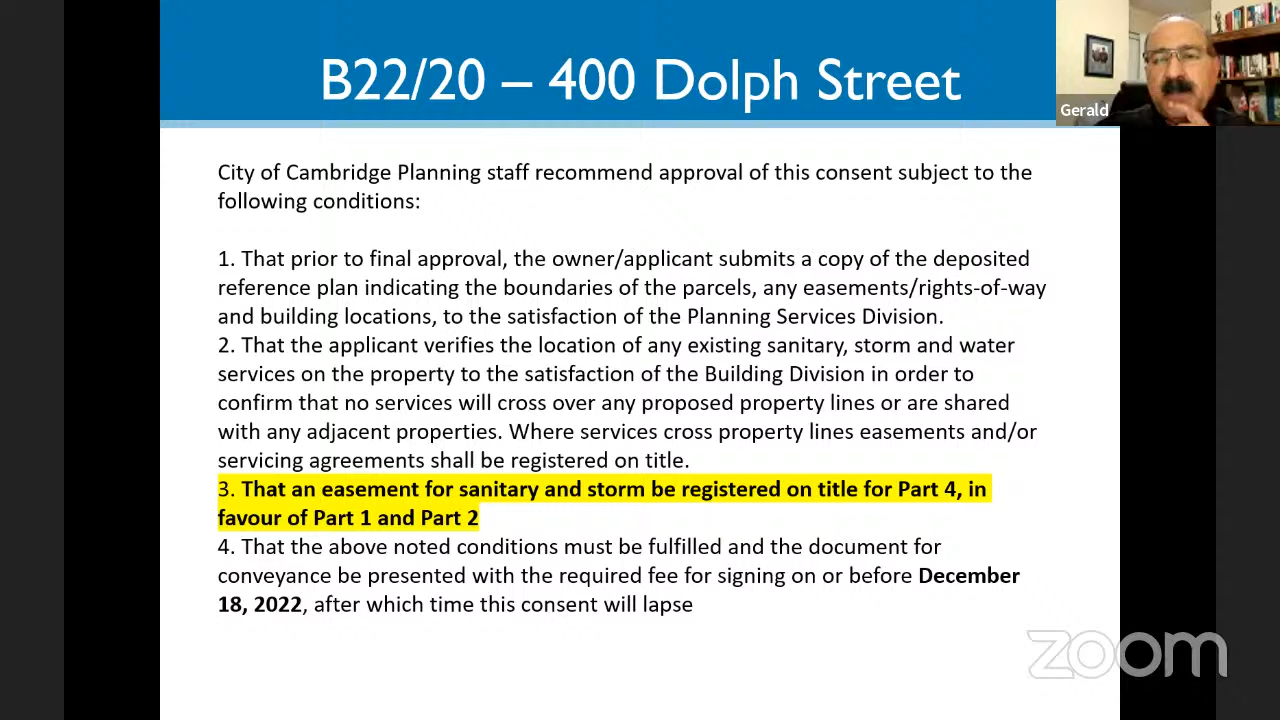 B22/20 – 400 Dolph Street
Gerald
City of Cambridge Planning staff recommend approval of this consent subject to the
following conditions:
1. That prior to final approval, the owner/applicant submits a copy of the deposited
reference plan indicating the boundaries of the parcels, any easements/rights-of-way
and building locations, to the satisfaction of the Planning Services Division.
2. That the applicant verifies the location of any existing sanitary, storm and water
services on the property to the satisfaction of the Building Division in order to
confirm that no services will cross over any proposed property lines or are shared
with any adjacent properties. Where services cross property lines easements and/or
servicing agreements shall be registered on title.
3. That an easement for sanitary and storm be registered on title for Part 4, in
favour of Part 1 and Part 2
4. That the above noted conditions must be fulfilled and the document for
conveyance be presented with the required fee for signing on or before December
18, 2022, after which time this consent will lapse
zoom